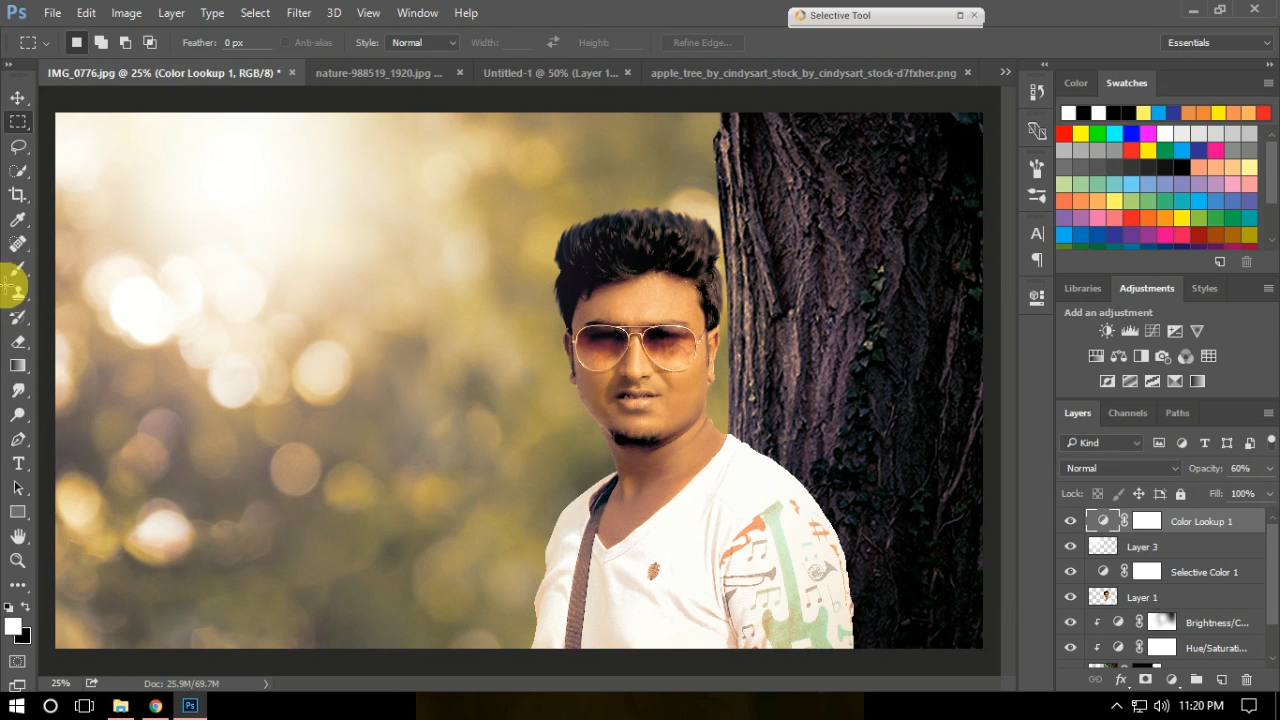 Ps File Edit Image Layer Type Select Filter 3D View Window Help
Selective Tool
Feather: 0 px Anti-alias Style: Normal Width: Height: Refine Edge... Essentials
IMG_0776.jpg @ 25% (Color Lookup 1, RGB/8) * × nature-988519_1920.jpg ... × Untitled-1 @ 50% (Layer 1... × apple_tree_by_cindysart_stock_by_cindysart_stock-d7fxher.png ×
Color Swatches
Libraries Adjustments Styles
Add an adjustment
Layers Channels Paths
Kind
Normal Opacity: 60%
Lock: Fill: 100%
Color Lookup 1
Layer 3
Selective Color 1
Layer 1
Brightness/C...
Hue/Saturati...
25% Doc: 25.9M/69.7M
Ps 11:20 PM